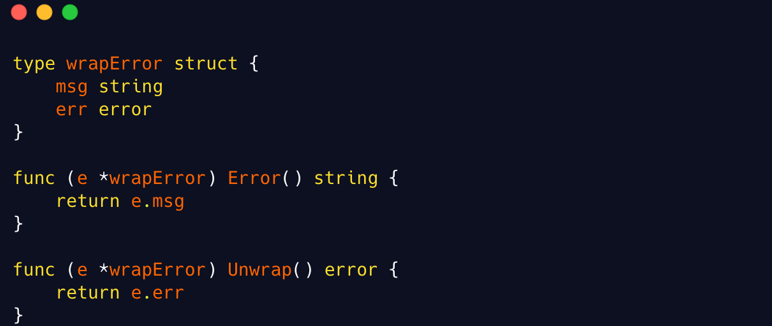 type wrapError struct {
    msg string
    err error
}

func (e *wrapError) Error() string {
    return e.msg
}

func (e *wrapError) Unwrap() error {
    return e.err
}